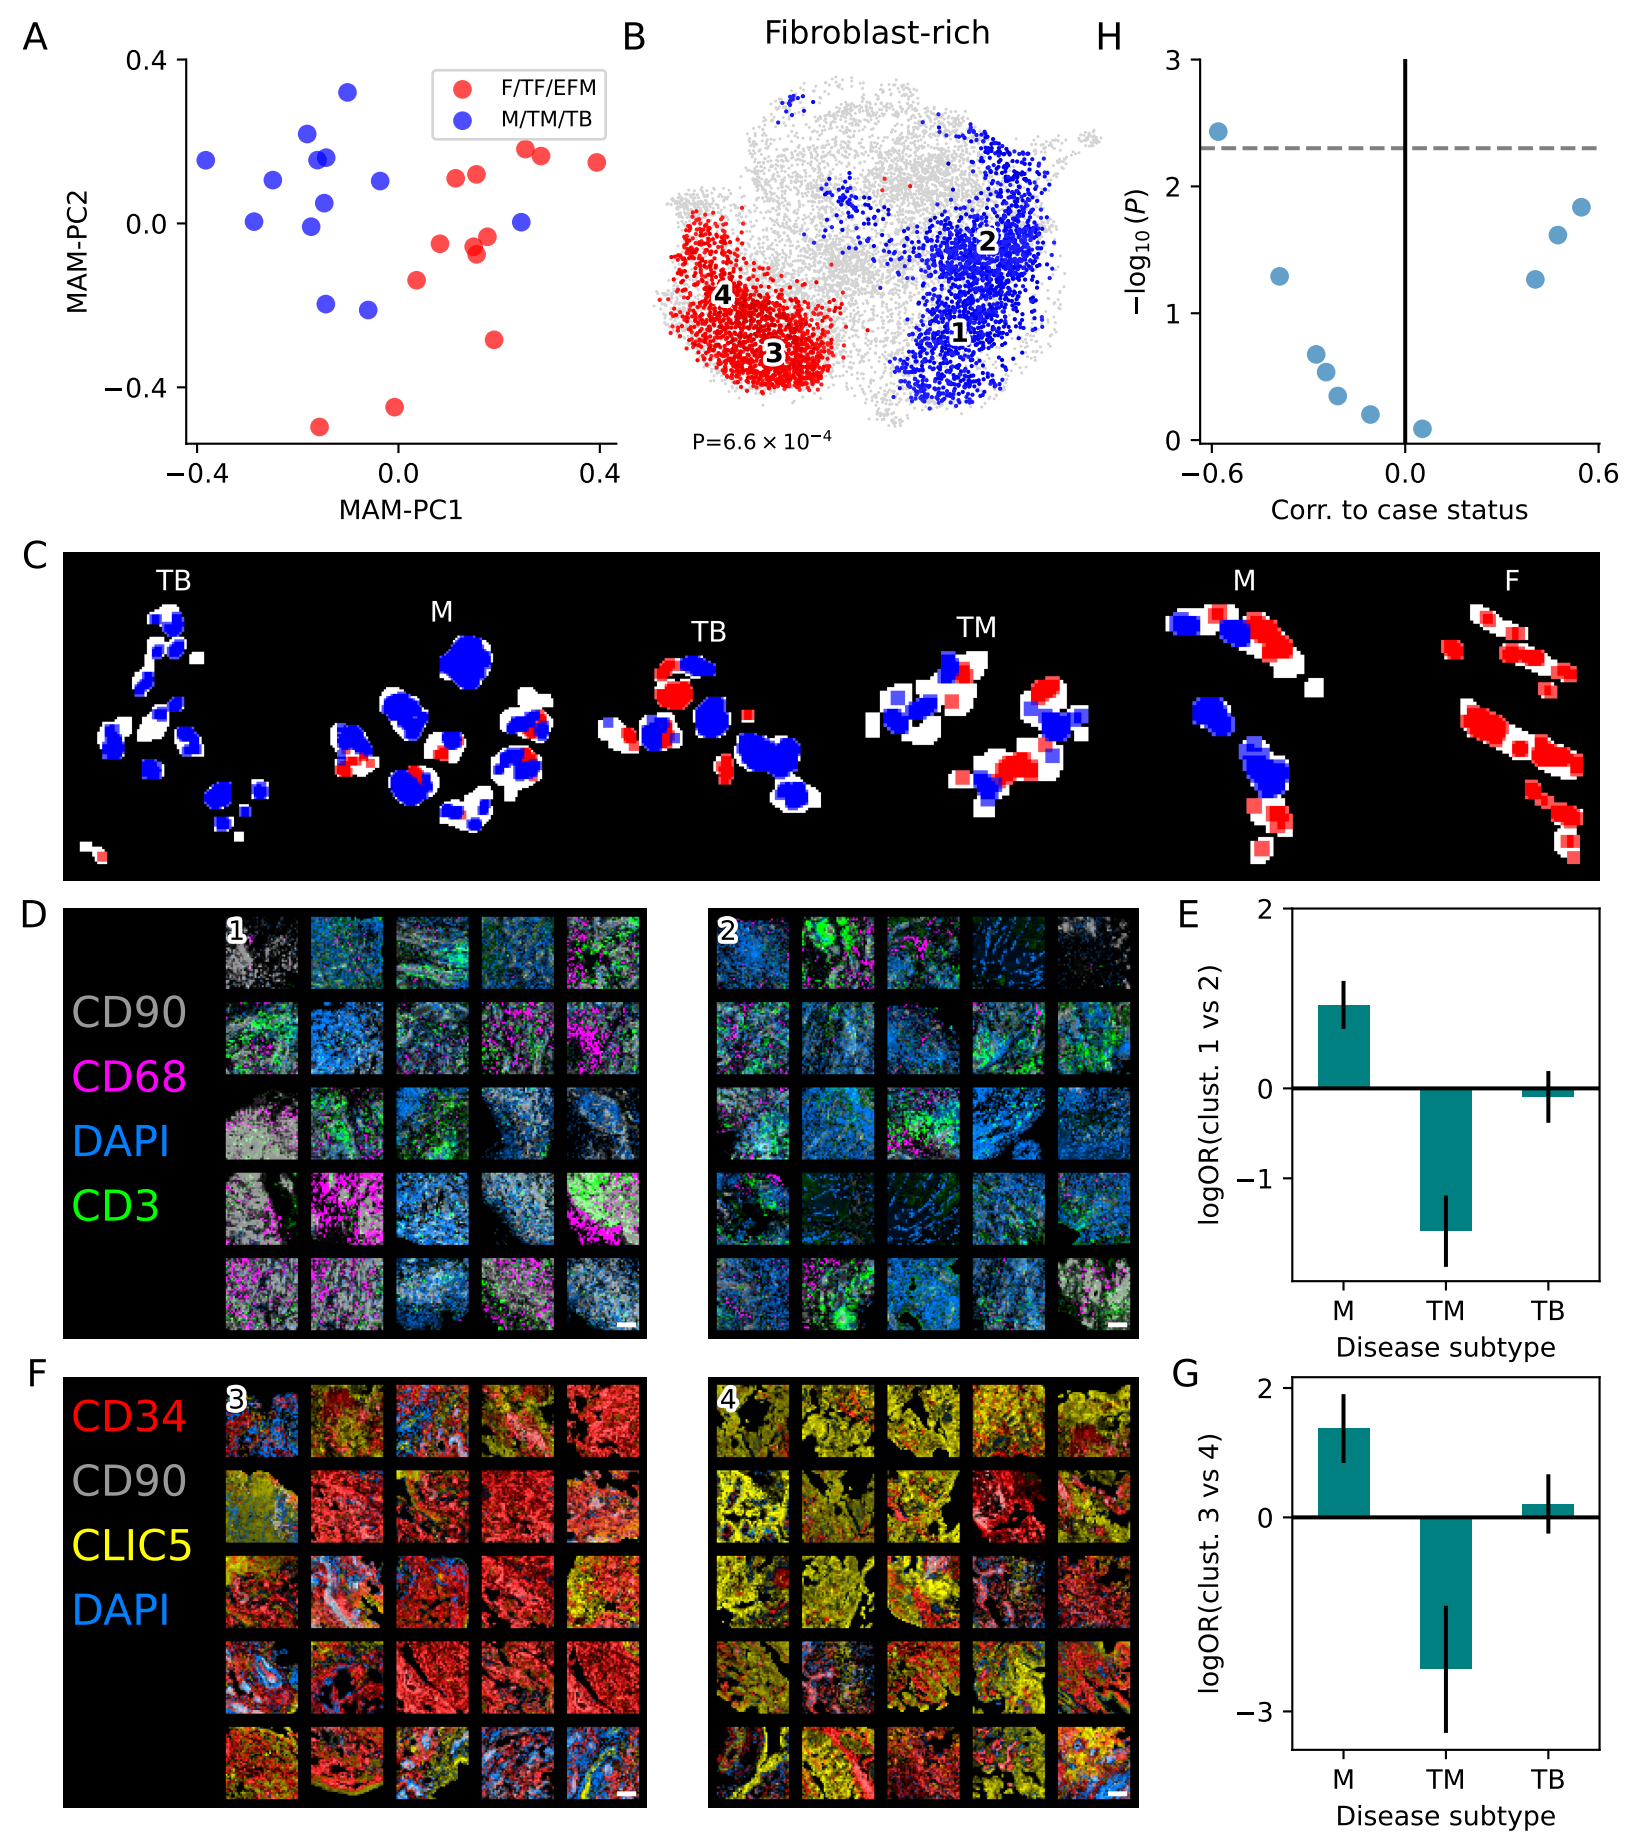 A
0.4
0.0
−0.4
MAM-PC2
−0.4
0.0
0.4
MAM-PC1
F/TF/EFM
M/TM/TB
B
Fibroblast-rich
2
4
1
3
P=6.6 × 10⁻⁴
H
3
2
1
0
−log₁₀ (P)
−0.6
0.0
0.6
Corr. to case status
C
TB
M
TB
TM
M
F
D
CD90
CD68
DAPI
CD3
1
2
E
2
0
−1
logOR(clust. 1 vs 2)
M
TM
TB
Disease subtype
F
CD34
CD90
CLIC5
DAPI
3
4
G
2
0
−3
logOR(clust. 3 vs 4)
M
TM
TB
Disease subtype